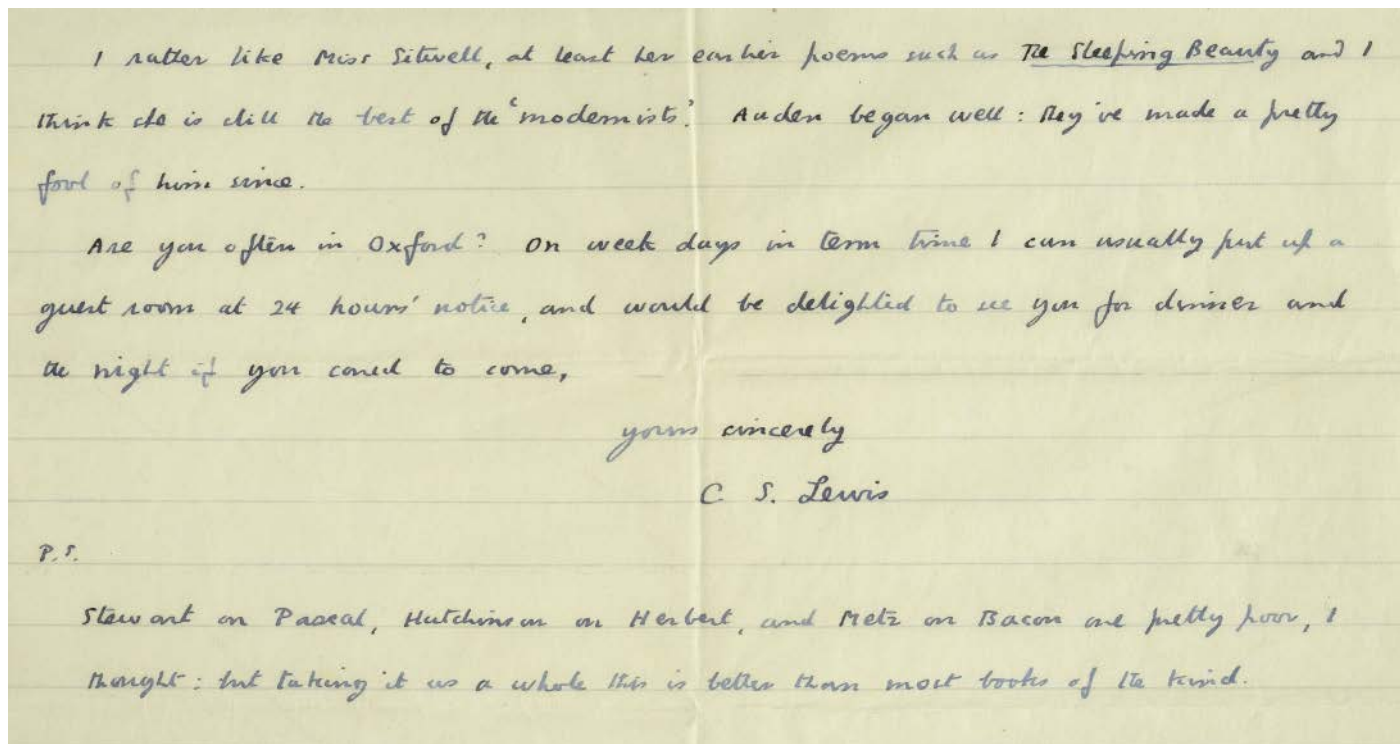 I rather like Miss Sitwell, at least her earlier poems such as The Sleeping Beauty and I
think she is still the best of the 'modernists'. Auden began well: they've made a pretty
fool of him since.
Are you often in Oxford? On week days in term time I can usually put up a
guest room at 24 hours' notice, and would be delighted to see you for dinner and
the night if you cared to come,
yours sincerely
C. S. Lewis
P.S.
Stewart on Pascal, Hutchinson on Herbert, and Metz on Bacon are pretty poor, I
thought: but taking it as a whole this is better than most books of the kind.